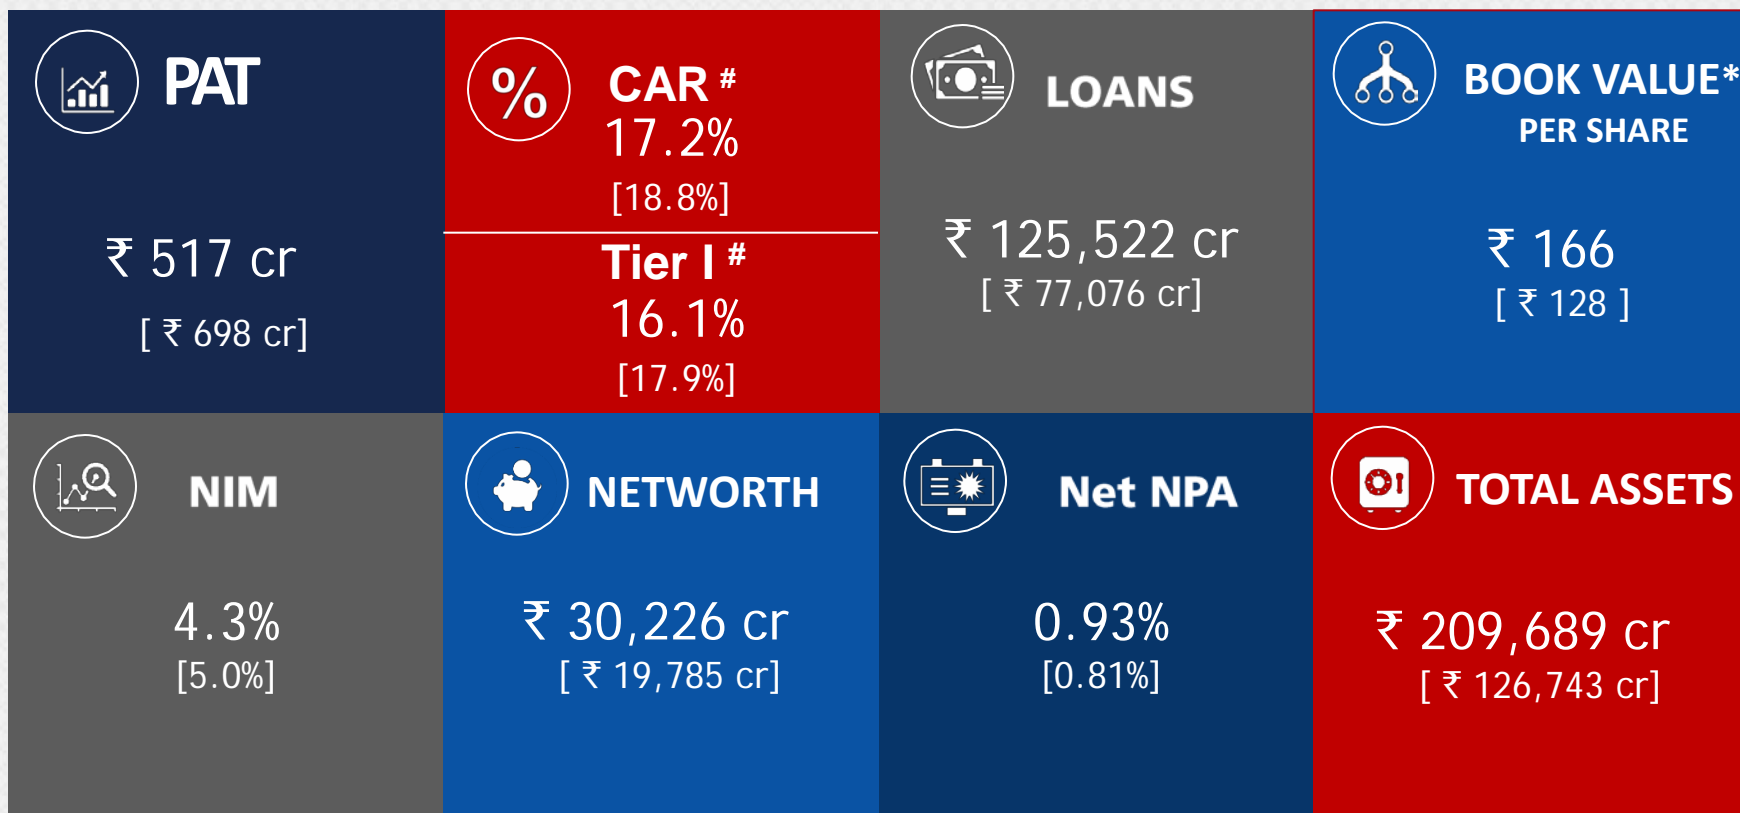 PAT
₹ 517 cr
[ ₹ 698 cr]
%
CAR #
17.2%
[18.8%]
Tier I #
16.1%
[17.9%]
LOANS
₹ 125,522 cr
[ ₹ 77,076 cr]
BOOK VALUE*
PER SHARE
₹ 166
[ ₹ 128 ]
NIM
4.3%
[5.0%]
NETWORTH
₹ 30,226 cr
[ ₹ 19,785 cr]
Net NPA
0.93%
[0.81%]
TOTAL ASSETS
₹ 209,689 cr
[ ₹ 126,743 cr]